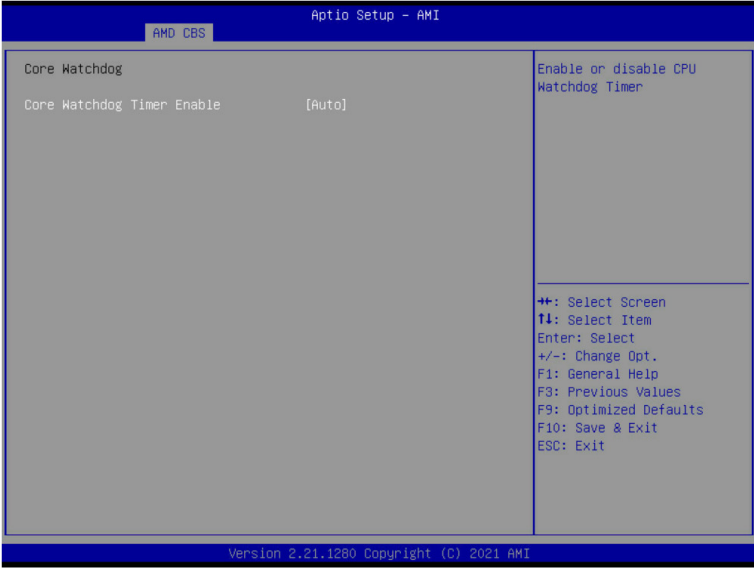 Aptio Setup – AMI
AMD CBS
Core Watchdog
Core Watchdog Timer Enable [Auto]
Enable or disable CPU
Watchdog Timer
→←: Select Screen
↑↓: Select Item
Enter: Select
+/-: Change Opt.
F1: General Help
F3: Previous Values
F9: Optimized Defaults
F10: Save & Exit
ESC: Exit
Version 2.21.1280 Copyright (C) 2021 AMI